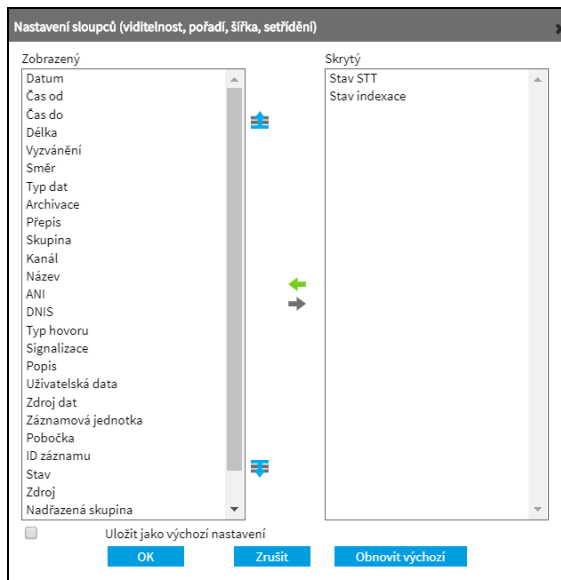 Nastavení sloupců (viditelnost, pořadí, šířka, setřídění)
Zobrazený
Datum
Čas od
Čas do
Délka
Vyzvánění
Směr
Typ dat
Archivace
Přepis
Skupina
Kanál
Název
ANI
DNIS
Typ hovoru
Signalizace
Popis
Uživatelská data
Zdroj dat
Záznamová jednotka
Pobočka
ID záznamu
Stav
Zdroj
Nadřazená skupina
Skrytý
Stav STT
Stav indexace
Uložit jako výchozí nastavení
OK Zrušit Obnovit výchozí